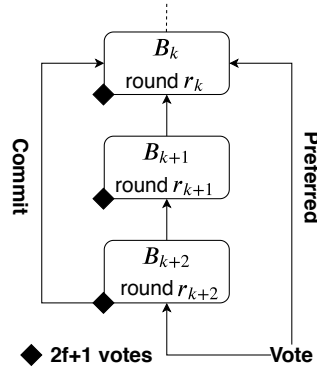 B_k
round r_k
B_{k+1}
round r_{k+1}
B_{k+2}
round r_{k+2}
Commit
Preferred
2f+1 votes
Vote